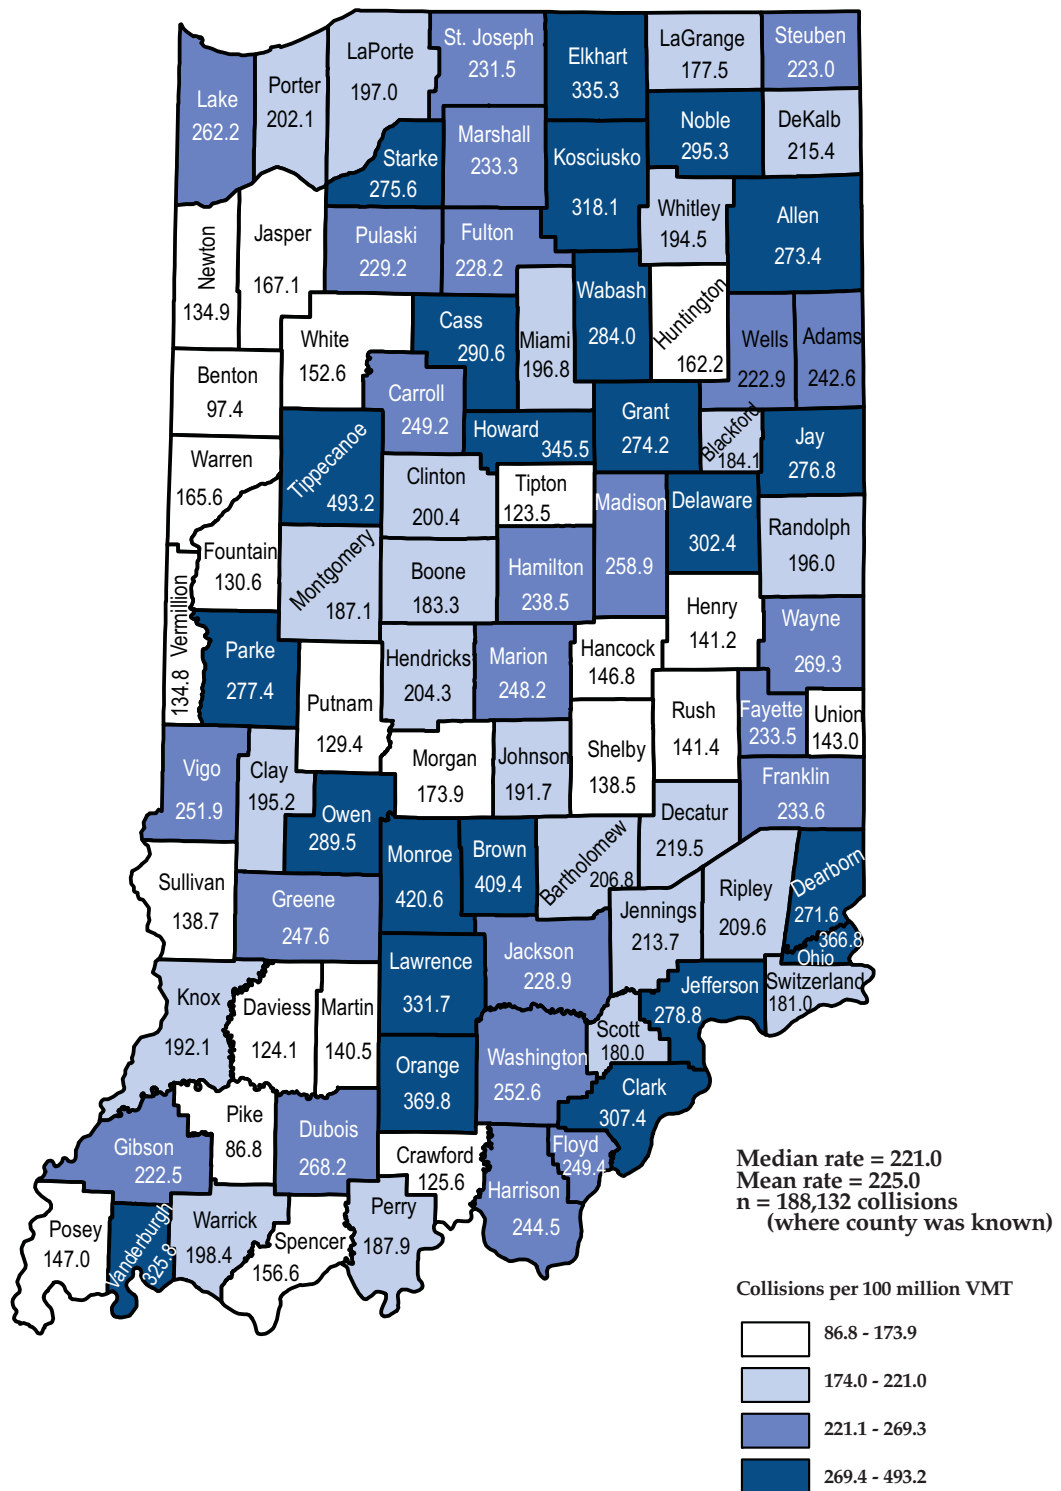 LaPorte
197.0
St. Joseph
231.5
Elkhart
335.3
LaGrange
177.5
Steuben
223.0
Lake
262.2
Porter
202.1
Starke
275.6
Marshall
233.3
Kosciusko
318.1
Noble
295.3
DeKalb
215.4
Newton
134.9
Jasper
167.1
Pulaski
229.2
Fulton
228.2
Whitley
194.5
Allen
273.4
White
152.6
Cass
290.6
Miami
196.8
Wabash
284.0
Huntington
162.2
Wells
222.9
Adams
242.6
Benton
97.4
Carroll
249.2
Warren
165.6
Tippecanoe
493.2
Clinton
200.4
Howard
345.5
Tipton
123.5
Grant
274.2
Blackford
184.1
Jay
276.8
Fountain
130.6
Montgomery
187.1
Boone
183.3
Hamilton
238.5
Madison
258.9
Delaware
302.4
Randolph
196.0
Vermillion
134.8
Parke
277.4
Putnam
129.4
Hendricks
204.3
Marion
248.2
Hancock
146.8
Henry
141.2
Wayne
269.3
Vigo
251.9
Clay
195.2
Owen
289.5
Morgan
173.9
Johnson
191.7
Shelby
138.5
Rush
141.4
Fayette
233.5
Union
143.0
Franklin
233.6
Sullivan
138.7
Greene
247.6
Monroe
420.6
Brown
409.4
Bartholomew
206.8
Decatur
219.5
Jennings
213.7
Ripley
209.6
Dearborn
271.6
366.8
Ohio
Knox
192.1
Daviess
124.1
Martin
140.5
Lawrence
331.7
Jackson
228.9
Scott
180.0
Jefferson
278.8
Switzerland
181.0
Orange
369.8
Washington
252.6
Clark
307.4
Gibson
222.5
Pike
86.8
Dubois
268.2
Crawford
125.6
Harrison
244.5
Floyd
249.4
Posey
147.0
Vanderburgh
325.8
Warrick
198.4
Spencer
156.6
Perry
187.9
Median rate = 221.0
Mean rate = 225.0
n = 188,132 collisions
(where county was known)
Collisions per 100 million VMT
86.8 - 173.9
174.0 - 221.0
221.1 - 269.3
269.4 - 493.2